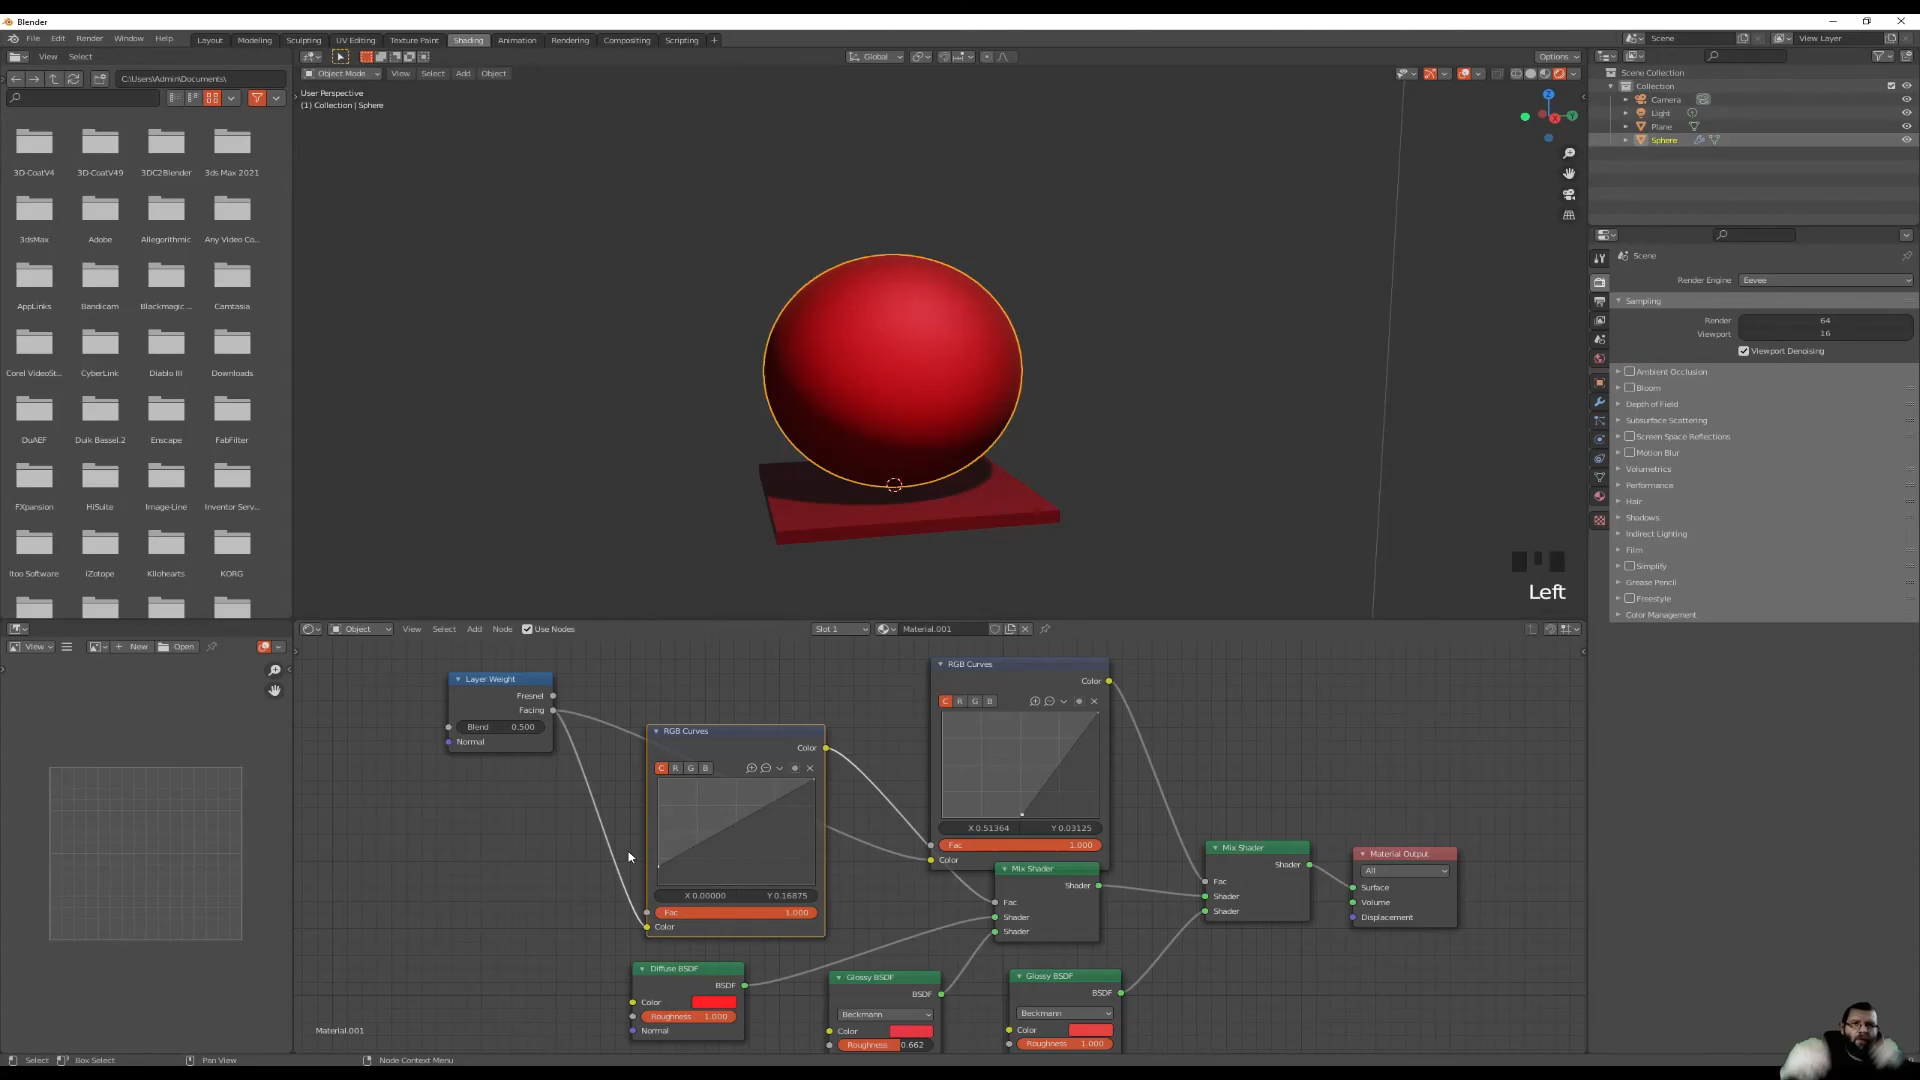 Blender
File Edit Render Window Help
Layout Modeling Sculpting UV Editing Texture Paint Shading Animation Rendering Compositing Scripting +
Scene
View Layer
View Select
Global
Options
C:\Users\Admin\Documents\
Object Mode View Select Add Object
User Perspective
(1) Collection | Sphere
Scene Collection
Collection
Camera
Light
Plane
Sphere
3D-CoatV4 3D-CoatV49 3DC2Blender 3ds Max 2021
3dsMax Adobe Allegorithmic Any Video Co...
AppLinks Bandicam Blackmagic ... Camtasia
Corel VideoSt... CyberLink Diablo III Downloads
DuAEF Duik Bassel.2 Enscape FabFilter
FXpansion HiSuite Image-Line Inventor Serv...
Itoo Software iZotope Kilohearts KORG
X
Y
Z
Left
Scene
Render Engine Eevee
Sampling
Render 64
Viewport 16
Viewport Denoising
Ambient Occlusion
Bloom
Depth of Field
Subsurface Scattering
Screen Space Reflections
Motion Blur
Volumetrics
Performance
Hair
Shadows
Indirect Lighting
Film
Simplify
Grease Pencil
Freestyle
Color Management
View + New Open
Object View Select Add Node Use Nodes
Slot 1 Material.001
Layer Weight
Fresnel
Facing
Blend 0.500
Normal
RGB Curves
Color
C R G B
X 0.00000 Y 0.16875
Fac 1.000
Color
RGB Curves
Color
C R G B
X 0.51364 Y 0.03125
Fac 1.000
Color
Mix Shader
Shader
Fac
Shader
Shader
Mix Shader
Shader
Fac
Shader
Shader
Material Output
All
Surface
Volume
Displacement
Diffuse BSDF
BSDF
Color
Roughness 1.000
Normal
Glossy BSDF
BSDF
Beckmann
Color
Roughness 0.662
Glossy BSDF
BSDF
Beckmann
Color
Roughness 1.000
Material.001
Select Box Select Pan View Node Context Menu